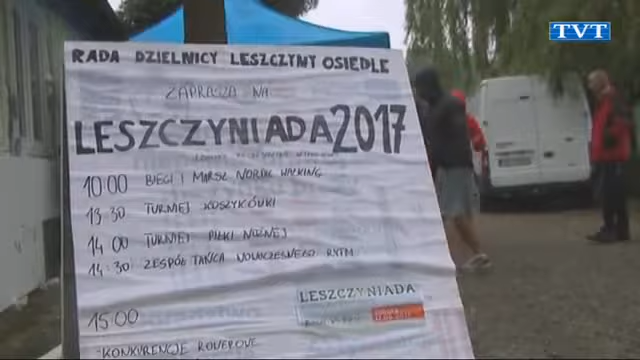 TVT
RADA DZIELNICY LESZCZYNY OSIEDLE
ZAPRASZA NA
LESZCZYNIADA 2017
10:00 BIEGI I MARSZ NORDIC WALKING
13:30 TURNIEJ KOSZYKÓWKI
14:00 TURNIEJ PIŁKI NOŻNEJ
14:30 ZESPÓŁ TAŃCA NOWOCZESNEGO RYTM
15:00
LESZCZYNIADA
KONKURENCJE ROWEROWE